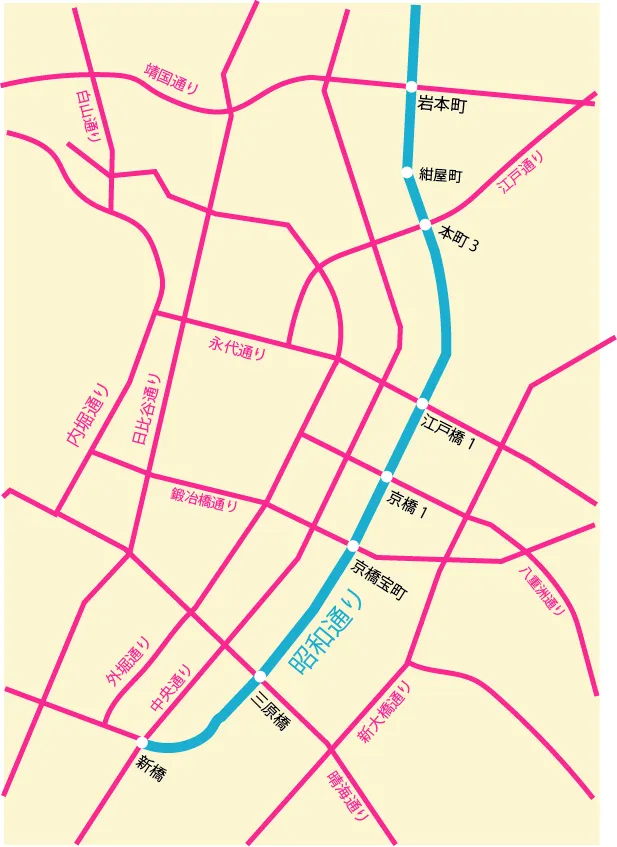 靖国通り
白山通り
岩本町
紺屋町
江戸通り
本町 3
永代通り
内堀通り
日比谷通り
江戸橋 1
鍛冶橋通り
京橋 1
京橋宝町
八重洲通り
昭和通り
外堀通り
中央通り
三原橋
新大橋通り
新橋
晴海通り